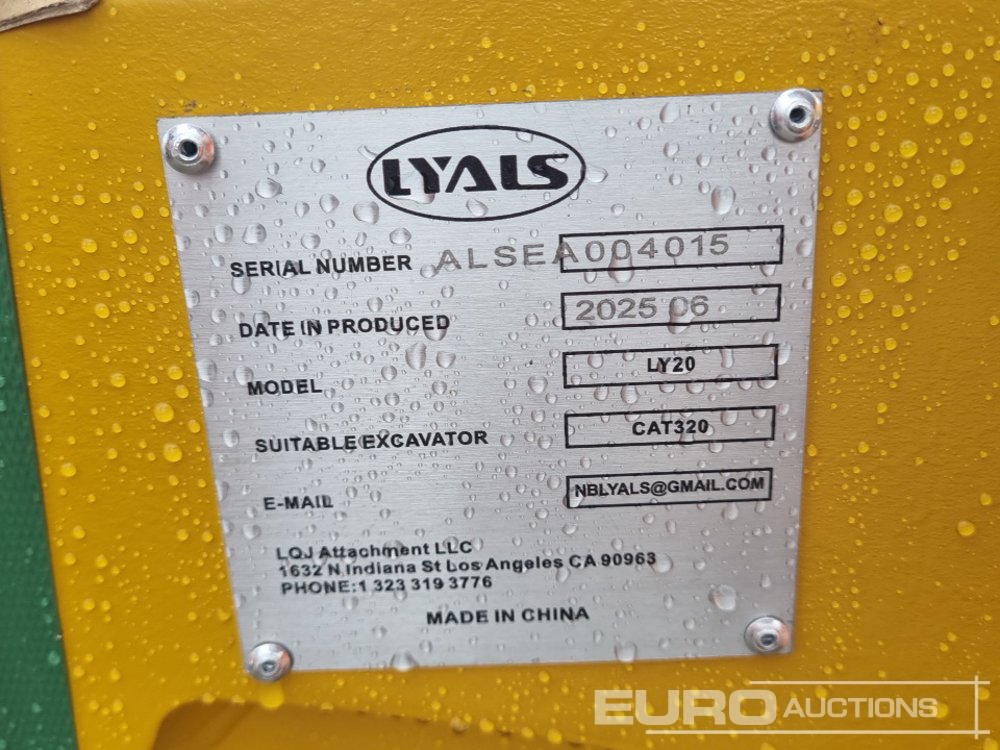 LYALS
SERIAL NUMBER ALSEA004015
DATE IN PRODUCED 2025 06
MODEL LY20
SUITABLE EXCAVATOR CAT320
E-MAIL NBLYALS@GMAIL.COM
LQJ Attachment LLC
1632 N Indiana St Los Angeles CA 90963
PHONE:1 323 319 3776
MADE IN CHINA
EURO AUCTIONS